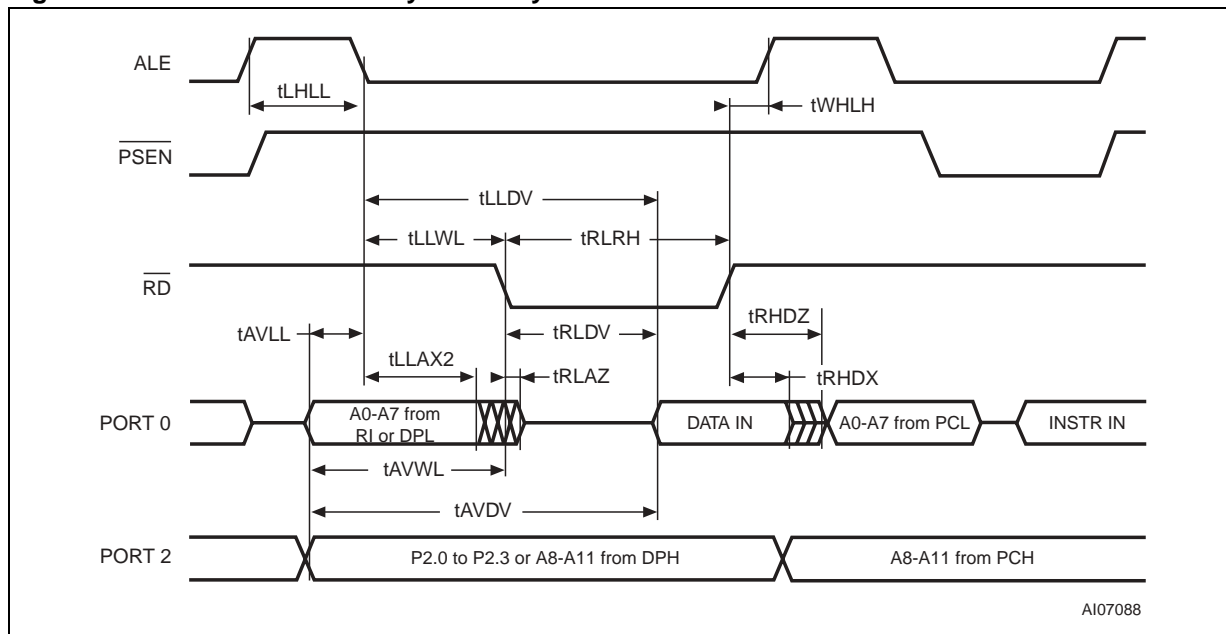 ALE
tLHLL
tWHLH
PSEN
tLLDV
tLLWL
tRLRH
RD
tAVLL
tRLDV
tRHDZ
tLLAX2
tRLAZ
tRHDX
PORT 0
A0-A7 from
RI or DPL
DATA IN
A0-A7 from PCL
INSTR IN
tAVWL
tAVDV
PORT 2
P2.0 to P2.3 or A8-A11 from DPH
A8-A11 from PCH
AI07088